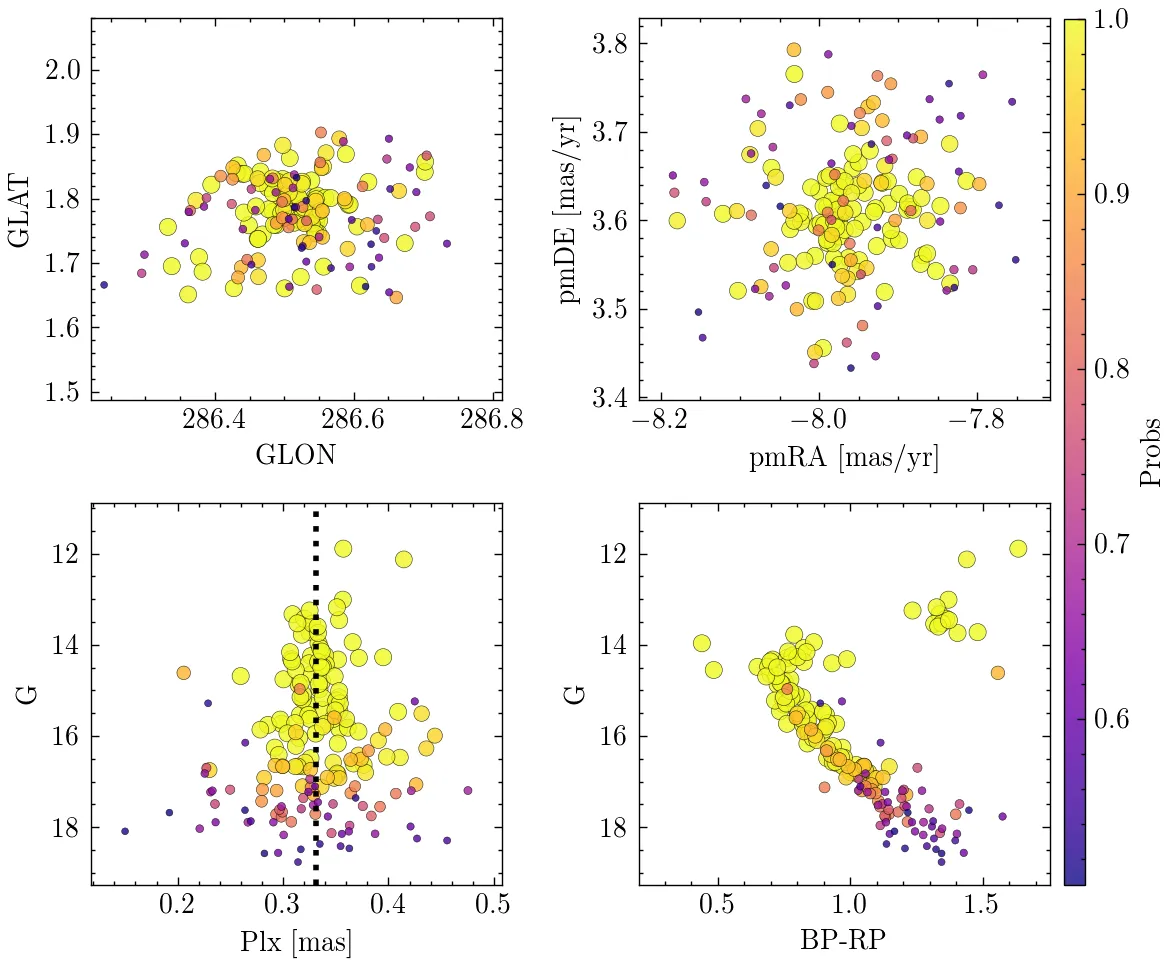 2.0
1.9
1.8
1.7
1.6
1.5
GLAT
286.4 286.6 286.8
GLON
3.8
3.7
3.6
3.5
3.4
pmDE [mas/yr]
−8.2 −8.0 −7.8
pmRA [mas/yr]
1.0
0.9
0.8
0.7
0.6
Probs
12
14
16
18
G
0.2 0.3 0.4 0.5
Plx [mas]
12
14
16
18
G
0.5 1.0 1.5
BP-RP